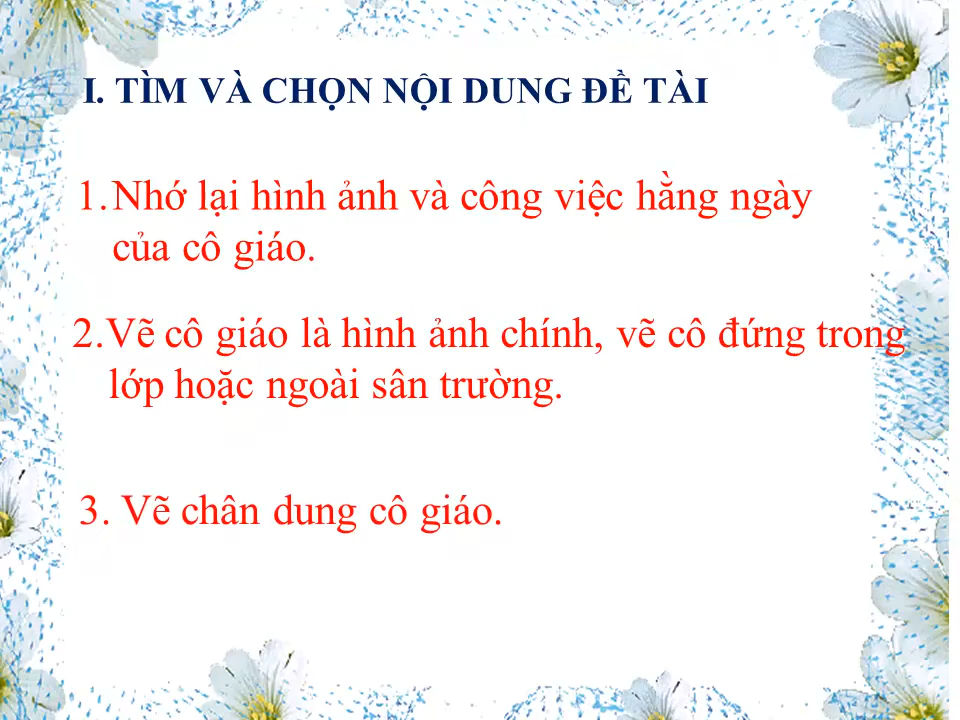 I. TÌM VÀ CHỌN NỘI DUNG ĐỀ TÀI
1. Nhớ lại hình ảnh và công việc hằng ngày
của cô giáo.
2. Vẽ cô giáo là hình ảnh chính, vẽ cô đứng trong
lớp hoặc ngoài sân trường.
3. Vẽ chân dung cô giáo.